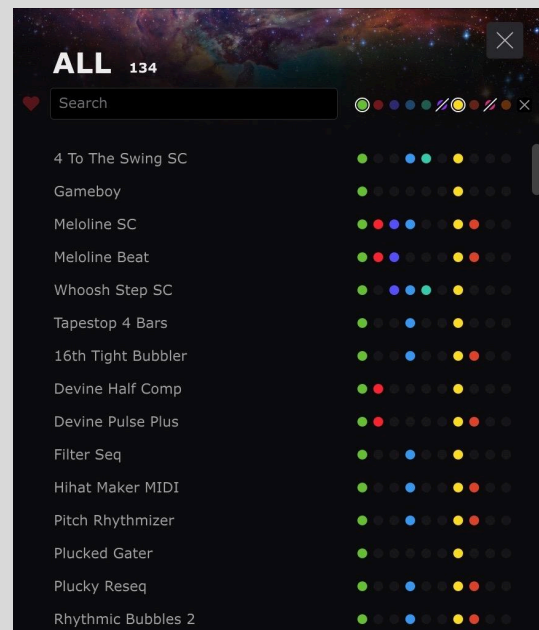 ALL 134
Search
4 To The Swing SC
Gameboy
Meloline SC
Meloline Beat
Whoosh Step SC
Tapestop 4 Bars
16th Tight Bubbler
Devine Half Comp
Devine Pulse Plus
Filter Seq
Hihat Maker MIDI
Pitch Rhythmizer
Plucked Gater
Plucky Reseq
Rhythmic Bubbles 2